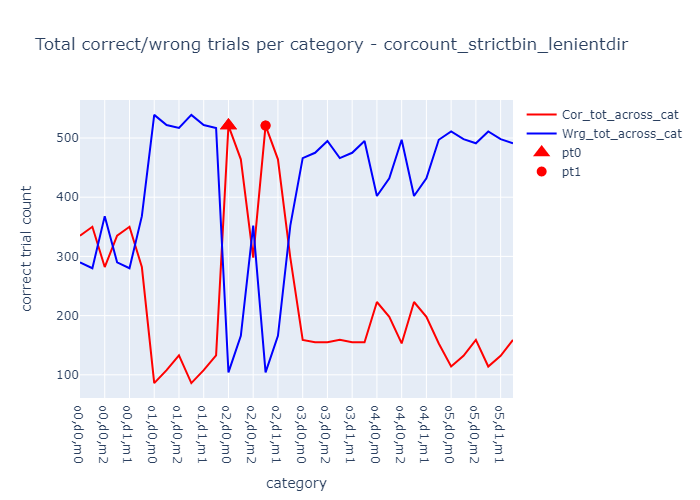 Total correct/wrong trials per category - corcount_strictbin_lenientdir
Cor_tot_across_cat
Wrg_tot_across_cat
pt0
pt1
correct trial count
500
400
300
200
100
o0,d0,m0
o0,d0,m2
o0,d1,m1
o1,d0,m0
o1,d0,m2
o1,d1,m1
o2,d0,m0
o2,d0,m2
o2,d1,m1
o3,d0,m0
o3,d0,m2
o3,d1,m1
o4,d0,m0
o4,d0,m2
o4,d1,m1
o5,d0,m0
o5,d0,m2
o5,d1,m1
category